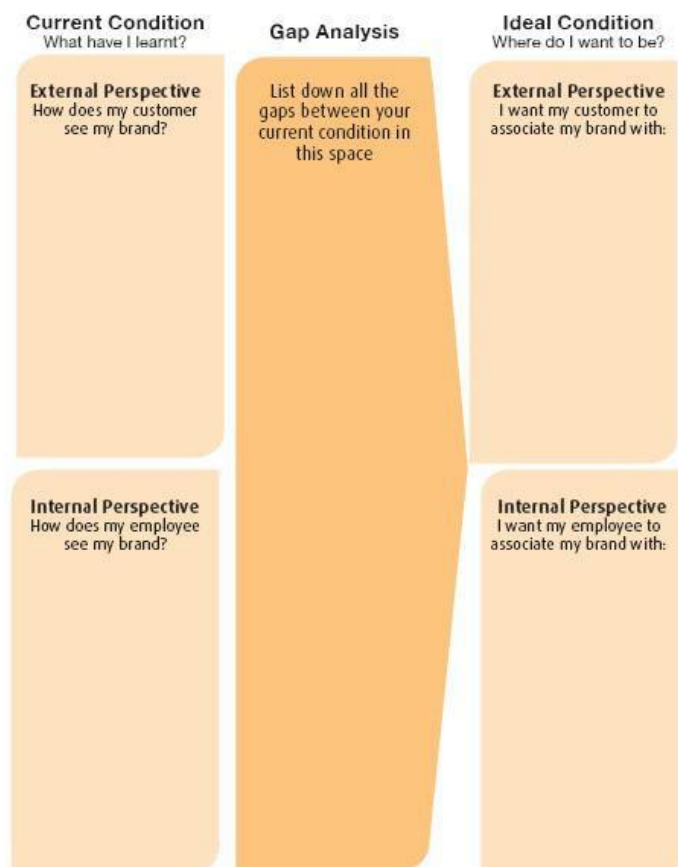 Current Condition
What have I learnt?
External Perspective
How does my customer
see my brand?
Internal Perspective
How does my employee
see my brand?
Gap Analysis
List down all the
gaps between your
current condition in
this space
Ideal Condition
Where do I want to be?
External Perspective
I want my customer to
associate my brand with:
Internal Perspective
I want my employee to
associate my brand with: